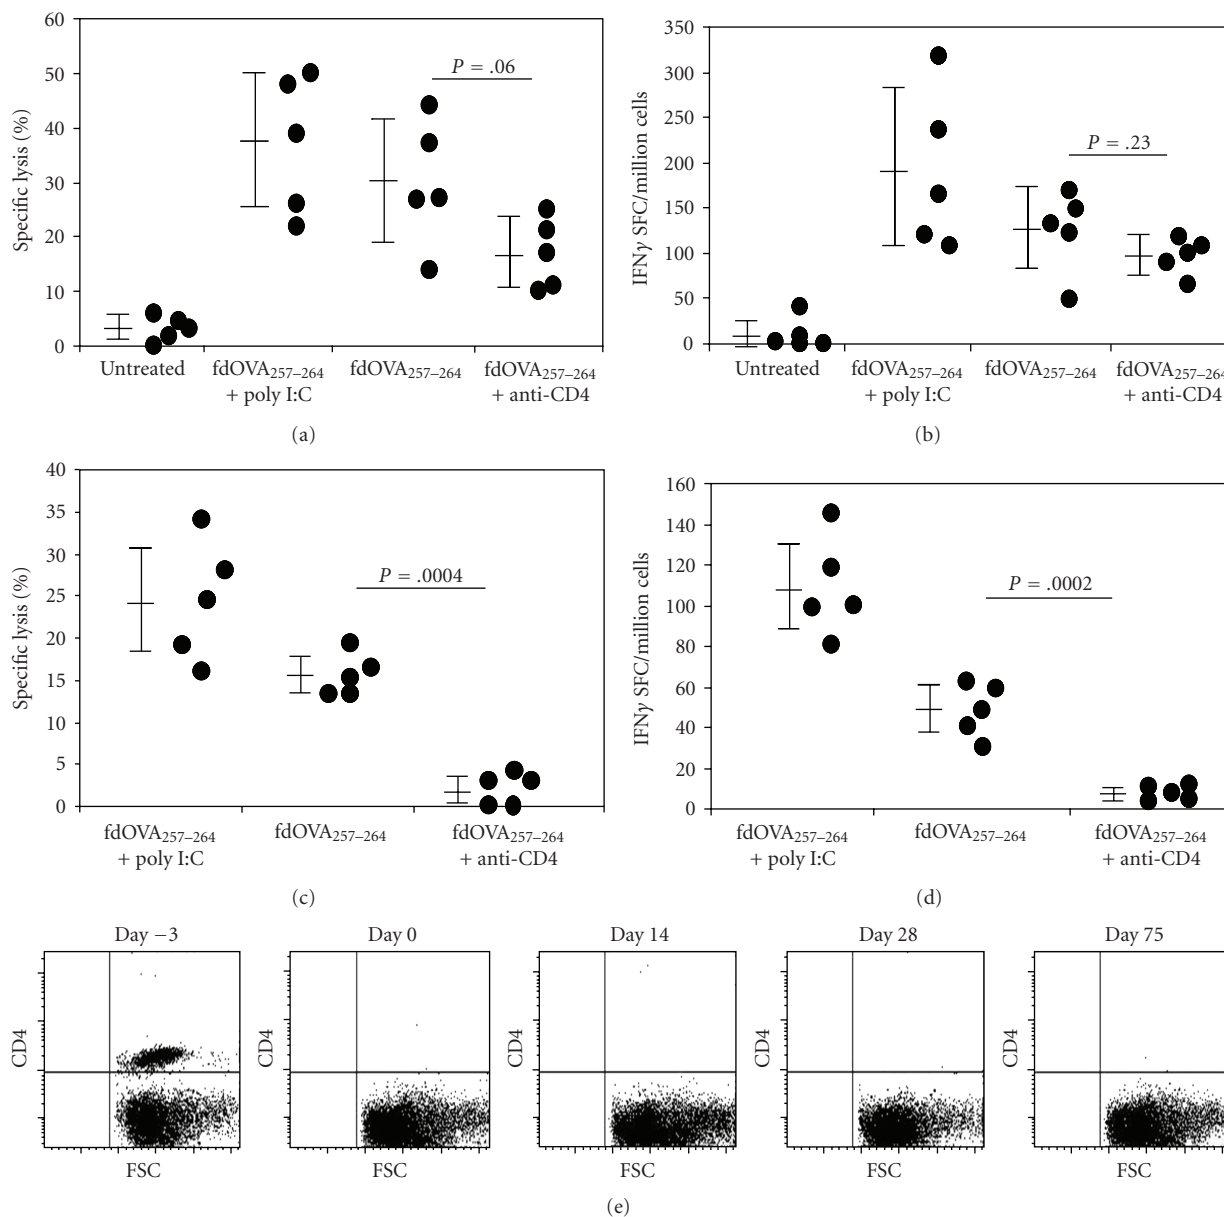 60
50
40
30
20
10
0
Specific lysis (%)
P = .06
Untreated
fdOVA257–264 + poly I:C
fdOVA257–264
fdOVA257–264 + anti-CD4
(a)
350
300
250
200
150
100
50
0
IFNγ SFC/million cells
P = .23
Untreated
fdOVA257–264 + poly I:C
fdOVA257–264
fdOVA257–264 + anti-CD4
(b)
40
35
30
25
20
15
10
5
0
Specific lysis (%)
P = .0004
fdOVA257–264 + poly I:C
fdOVA257–264
fdOVA257–264 + anti-CD4
(c)
160
140
120
100
80
60
40
20
0
IFNγ SFC/million cells
P = .0002
fdOVA257–264 + poly I:C
fdOVA257–264
fdOVA257–264 + anti-CD4
(d)
Day −3
CD4
FSC
Day 0
CD4
FSC
Day 14
CD4
FSC
Day 28
CD4
FSC
Day 75
CD4
FSC
(e)